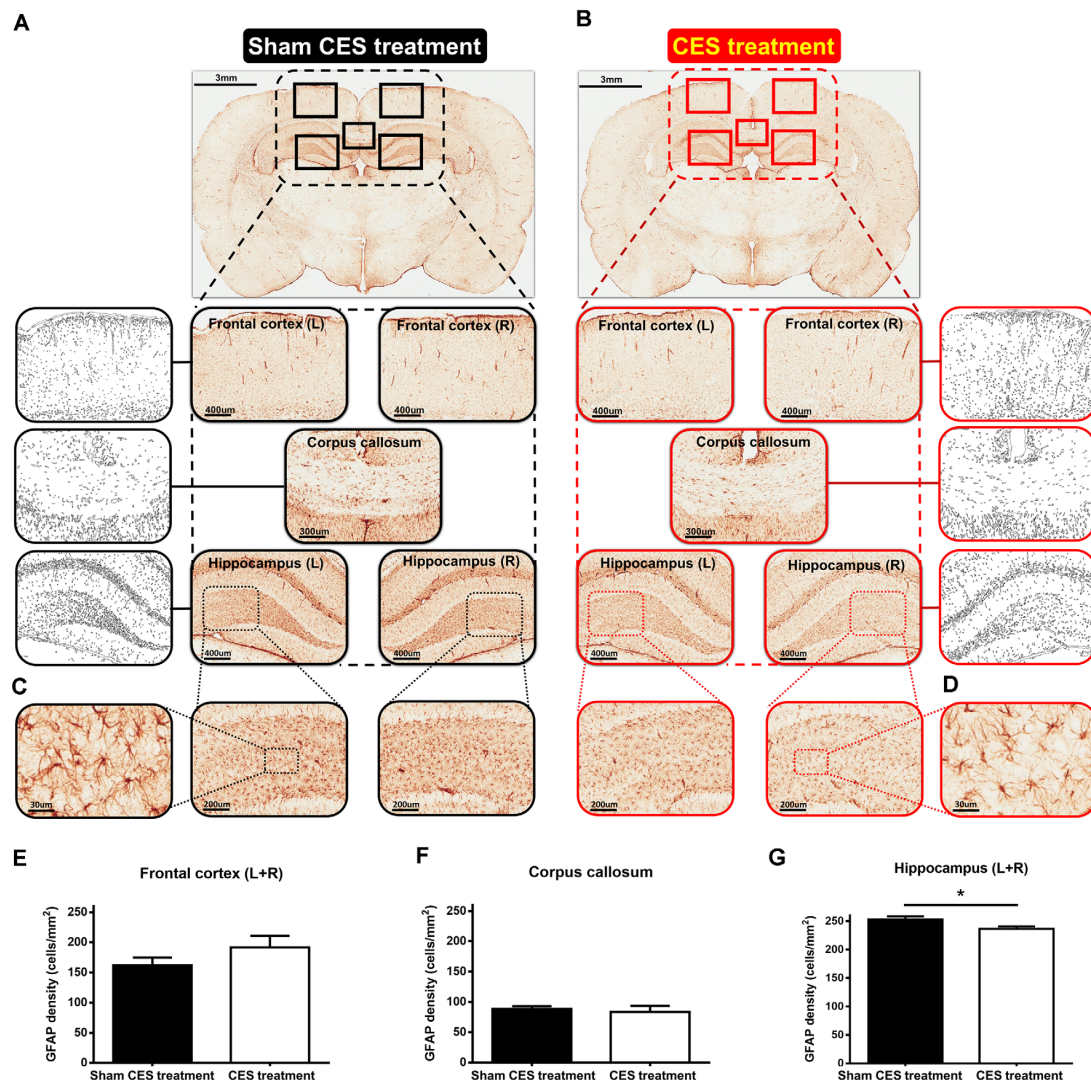 A
Sham CES treatment
3mm
B
CES treatment
3mm
Frontal cortex (L)
400um
Frontal cortex (R)
400um
Frontal cortex (L)
400um
Frontal cortex (R)
400um
Corpus callosum
300um
Corpus callosum
300um
Hippocampus (L)
400um
Hippocampus (R)
400um
Hippocampus (L)
400um
Hippocampus (R)
400um
C
30um
200um
200um
200um
200um
D
30um
E
Frontal cortex (L+R)
GFAP density (cells/mm²)
250
200
150
100
50
0
Sham CES treatment
CES treatment
F
Corpus callosum
GFAP density (cells/mm²)
250
200
150
100
50
0
Sham CES treatment
CES treatment
G
Hippocampus (L+R)
*
GFAP density (cells/mm²)
250
200
150
100
50
0
Sham CES treatment
CES treatment